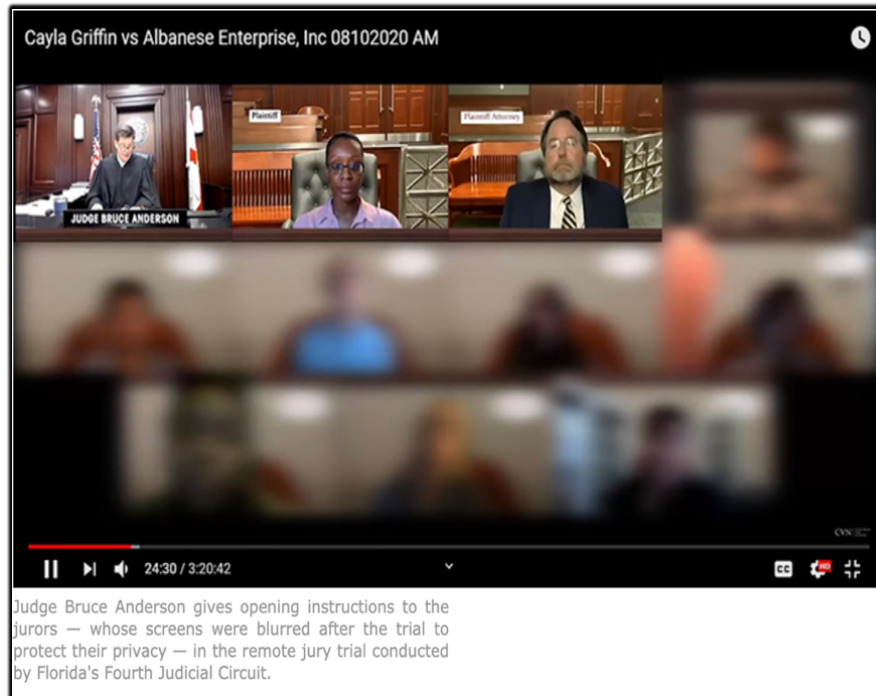 Cayla Griffin vs Albanese Enterprise, Inc 08102020 AM
Plaintiff
Plaintiff Attorney
JUDGE BRUCE ANDERSON
CVN
24:30 / 3:20:42
CC
HD
Judge Bruce Anderson gives opening instructions to the
jurors — whose screens were blurred after the trial to
protect their privacy — in the remote jury trial conducted
by Florida's Fourth Judicial Circuit.